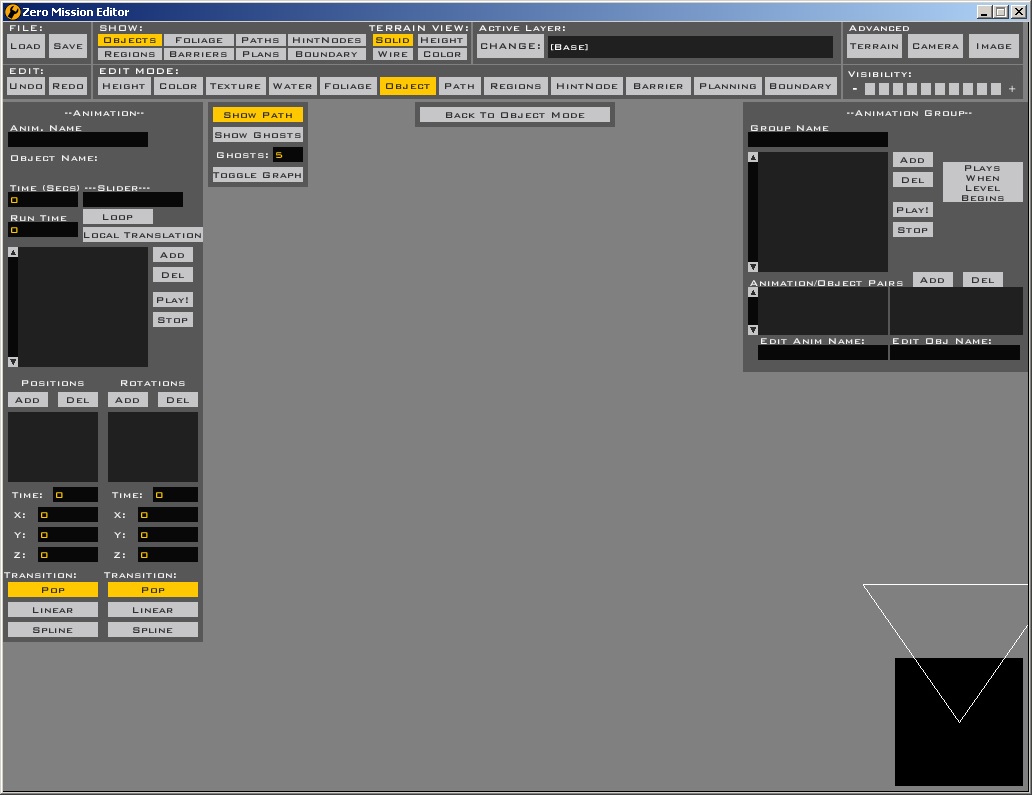 Zero Mission Editor
FILE: SHOW: TERRAIN VIEW: ACTIVE LAYER: ADVANCED
LOAD SAVE OBJECTS FOLIAGE PATHS HINTNODES SOLID HEIGHT CHANGE: [BASE] TERRAIN CAMERA IMAGE
REGIONS BARRIERS PLANS BOUNDARY WIRE COLOR
EDIT: EDIT MODE: VISIBILITY:
UNDO REDO HEIGHT COLOR TEXTURE WATER FOLIAGE OBJECT PATH REGIONS HINTNODE BARRIER PLANNING BOUNDARY - +
--ANIMATION--
ANIM. NAME
OBJECT NAME:
TIME (SECS) ---SLIDER---
0
RUN TIME LOOP
0 LOCAL TRANSLATION
ADD
DEL
PLAY!
STOP
POSITIONS ROTATIONS
ADD DEL ADD DEL
TIME: 0 TIME: 0
X: 0 X: 0
Y: 0 Y: 0
Z: 0 Z: 0
TRANSITION: TRANSITION:
POP POP
LINEAR LINEAR
SPLINE SPLINE
SHOW PATH
SHOW GHOSTS
GHOSTS: 5
TOGGLE GRAPH
BACK TO OBJECT MODE
--ANIMATION GROUP--
GROUP NAME
ADD
DEL
PLAY!
STOP
PLAYS
WHEN
LEVEL
BEGINS
ANIMATION/OBJECT PAIRS ADD DEL
EDIT ANIM NAME: EDIT OBJ NAME: